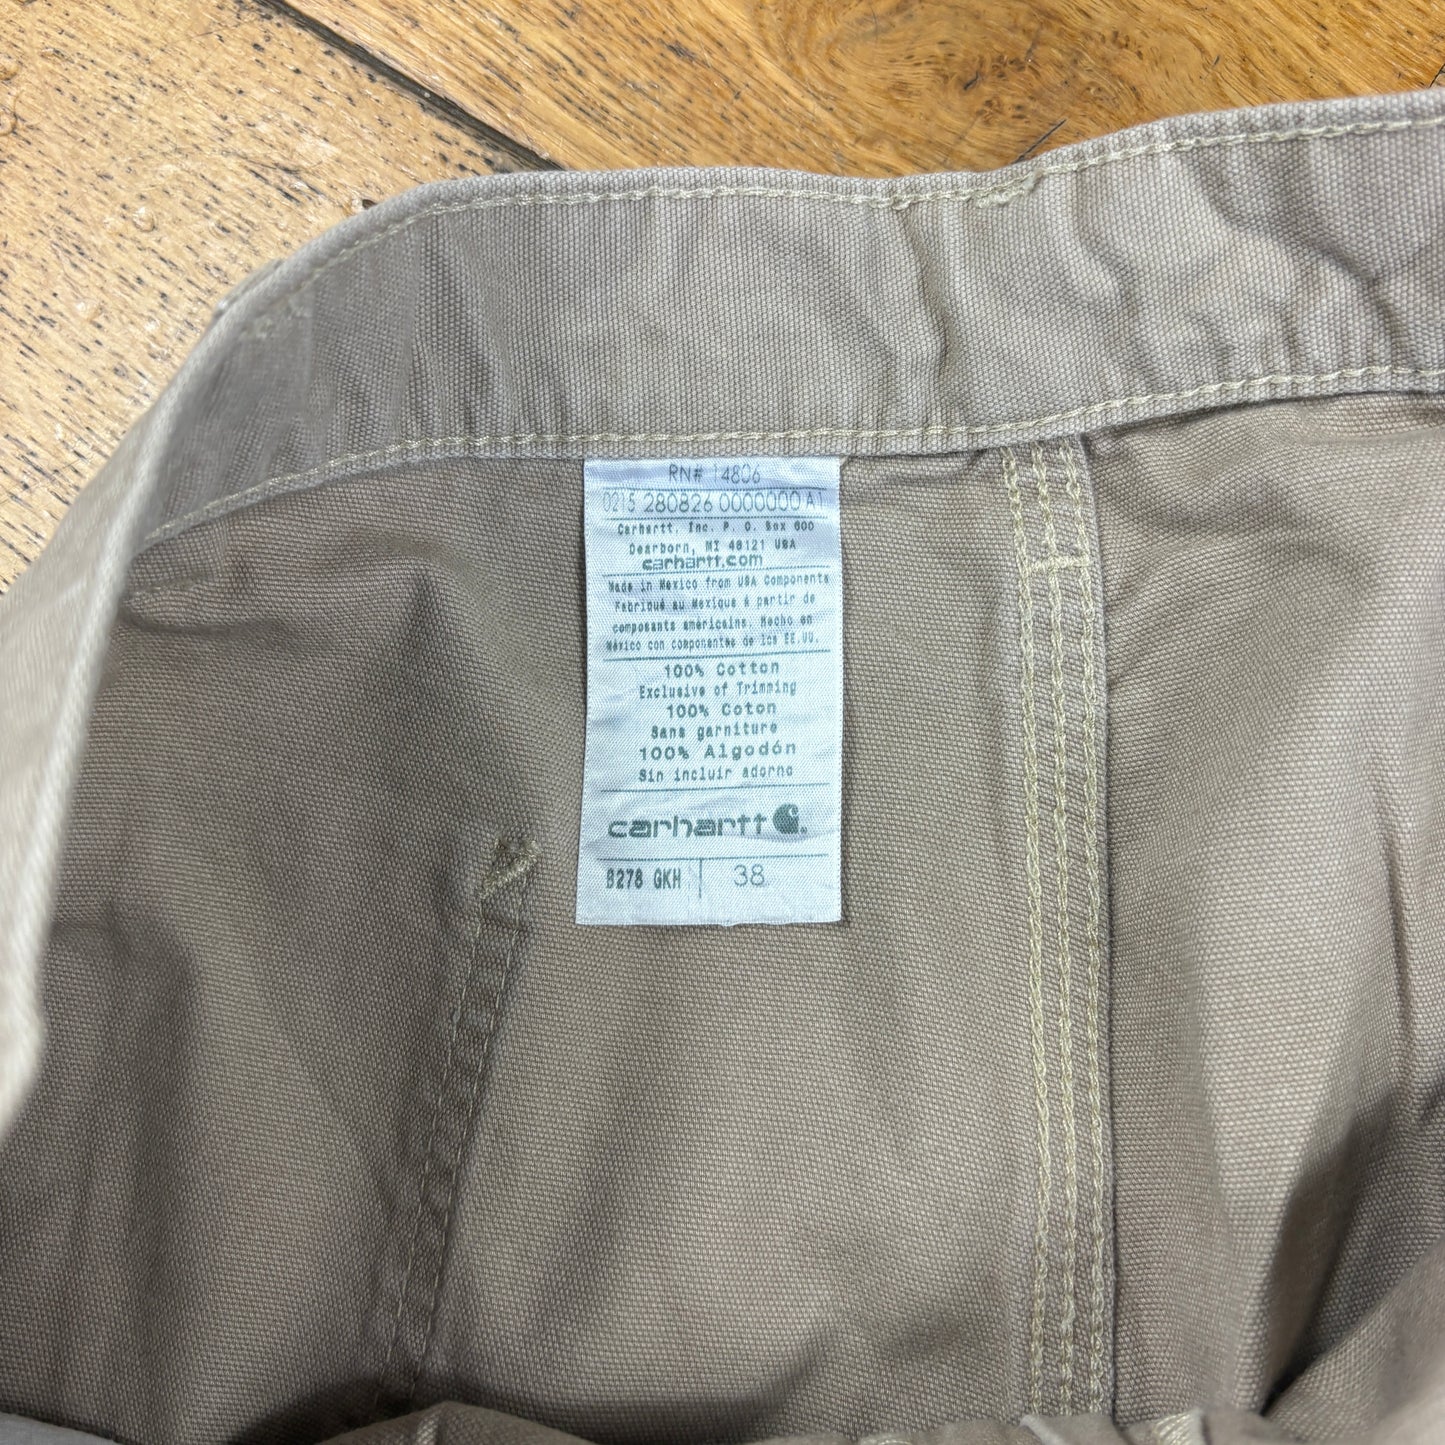 RN# 14806
0215 280826 0000000 A1
Carhartt, Inc. P. O. Box 600
Dearborn, MI 48121 USA
carhartt.com
Made in Mexico from USA Components
Fabriqué au Mexique à partir de
composants américains. Hecho en
México con componentes de los EE.UU.
100% Cotton
Exclusive of Trimming
100% Coton
Sans garniture
100% Algodón
Sin incluir adorno
carhartt
B278 GKH | 38